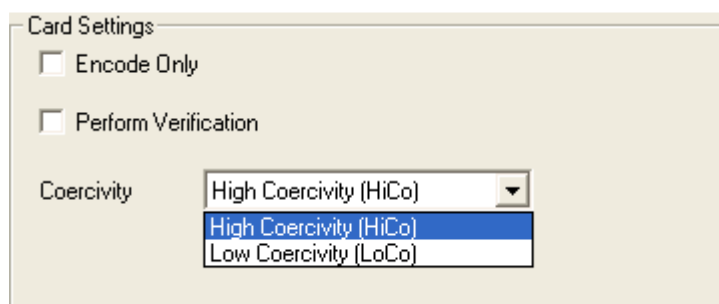 Card Settings
Encode Only
Perform Verification
Coercivity High Coercivity (HiCo)
High Coercivity (HiCo)
Low Coercivity (LoCo)